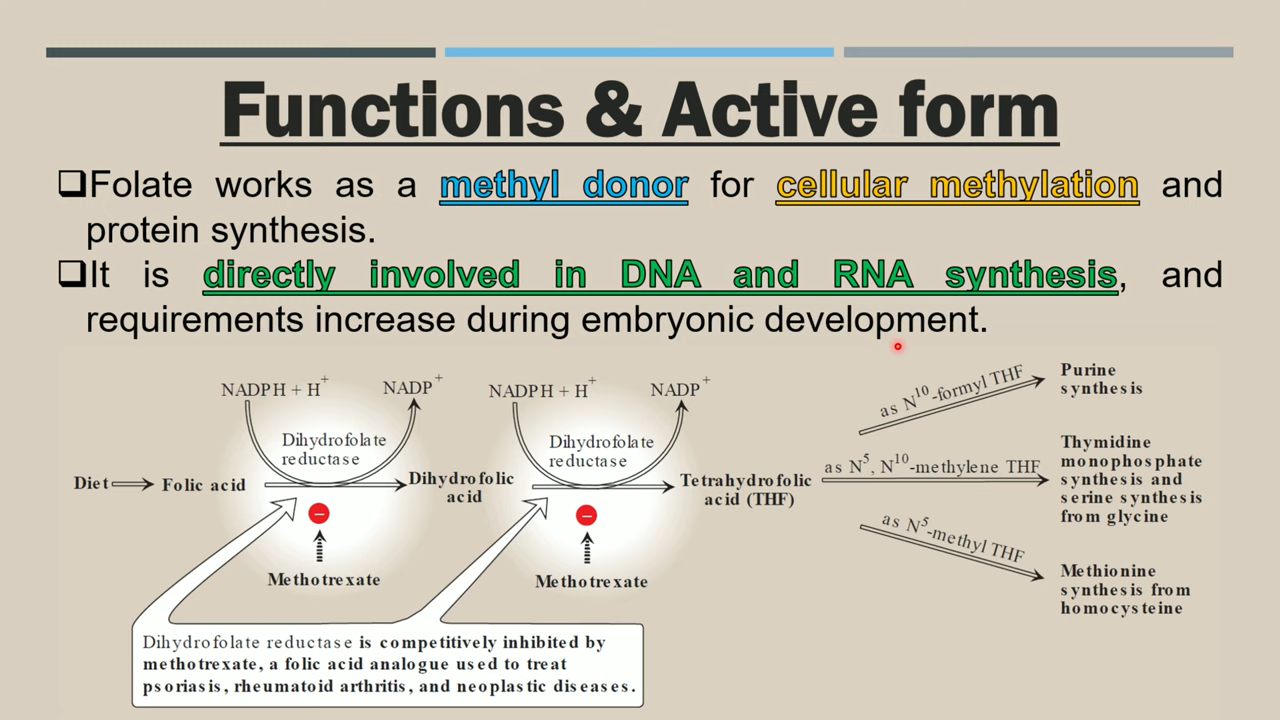 Functions & Active form
❑Folate works as a methyl donor for cellular methylation and
protein synthesis.
❑It is directly involved in DNA and RNA synthesis, and
requirements increase during embryonic development.
NADPH + H+
NADP+
NADPH + H+
NADP+
Dihydrofolate
reductase
Dihydrofolate
reductase
Diet
Folic acid
Dihydrofolic
acid
Tetrahydrofolic
acid (THF)
as N10-formyl THF
Purine
synthesis
as N5, N10-methylene THF
Thymidine
monophosphate
synthesis and
serine synthesis
from glycine
as N5-methyl THF
Methionine
synthesis from
homocysteine
−
−
Methotrexate
Methotrexate
Dihydrofolate reductase is competitively inhibited by
methotrexate, a folic acid analogue used to treat
psoriasis, rheumatoid arthritis, and neoplastic diseases.